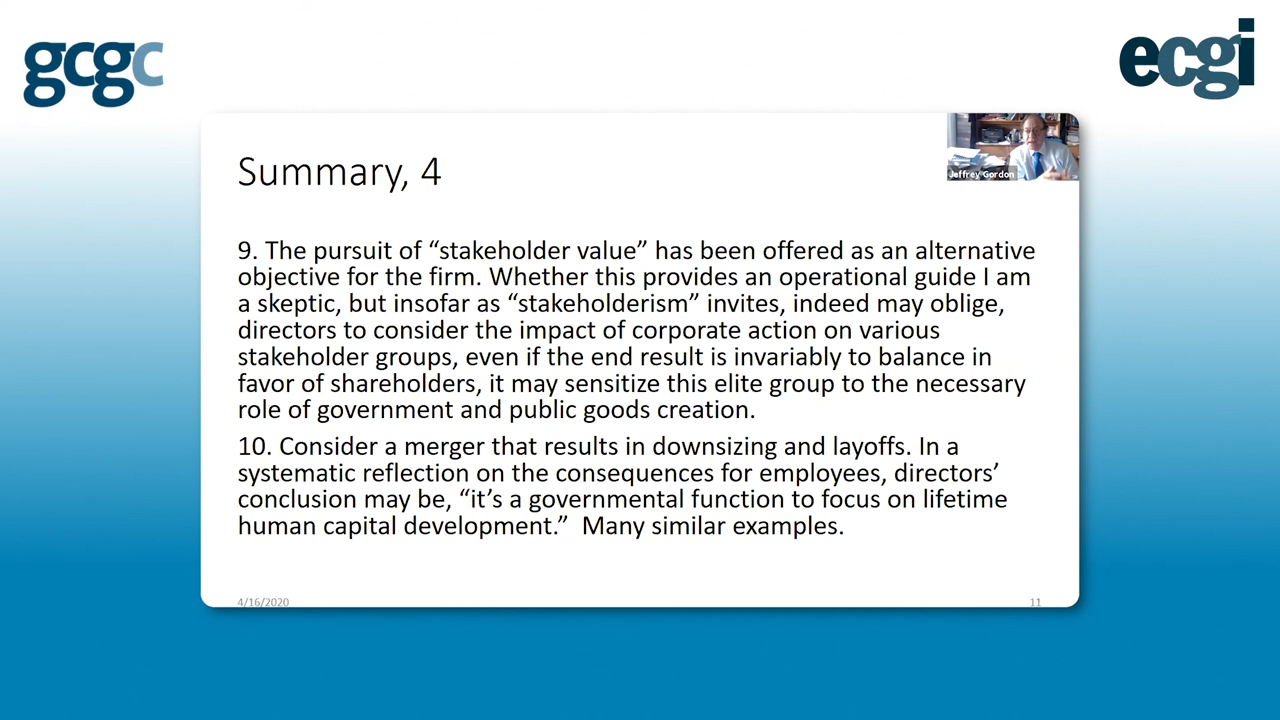 gcgc
ecgi
Jeffrey Gordon
Summary, 4
9. The pursuit of “stakeholder value” has been offered as an alternative
objective for the firm. Whether this provides an operational guide I am
a skeptic, but insofar as “stakeholderism” invites, indeed may oblige,
directors to consider the impact of corporate action on various
stakeholder groups, even if the end result is invariably to balance in
favor of shareholders, it may sensitize this elite group to the necessary
role of government and public goods creation.
10. Consider a merger that results in downsizing and layoffs. In a
systematic reflection on the consequences for employees, directors’
conclusion may be, “it’s a governmental function to focus on lifetime
human capital development.”  Many similar examples.
4/16/2020
11